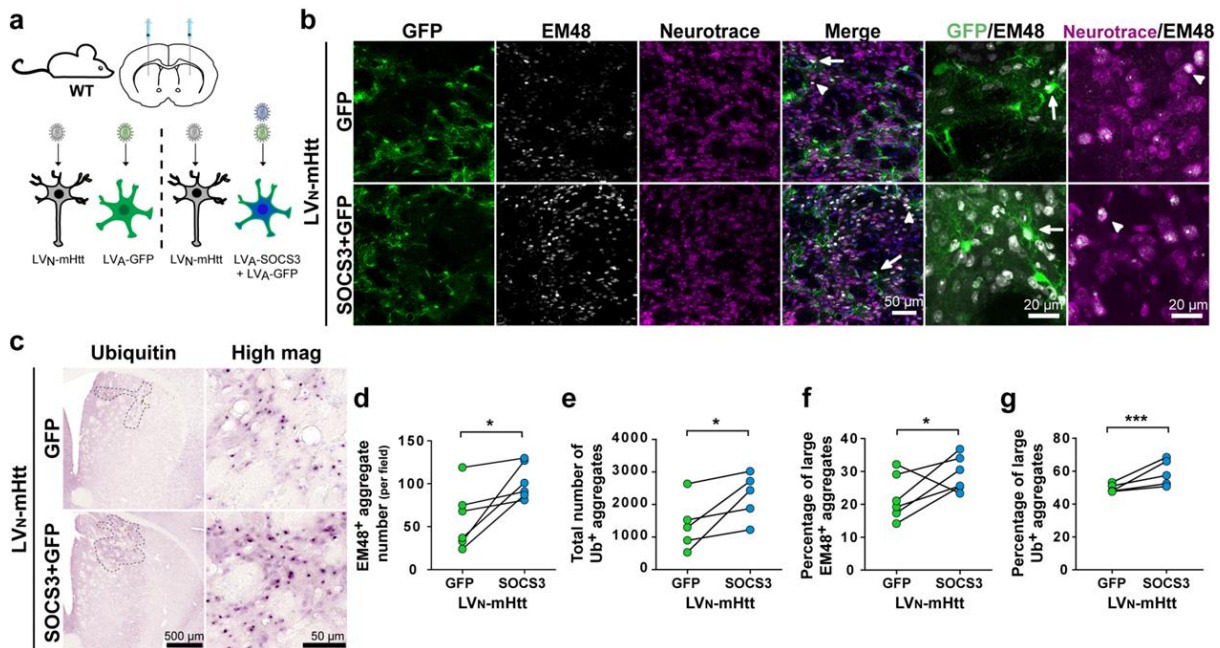 a
WT
LVN-mHtt
LVA-GFP
LVN-mHtt
LVA-SOCS3
+ LVA-GFP
b
GFP
EM48
Neurotrace
Merge
GFP/EM48
Neurotrace/EM48
LVN-mHtt
GFP
SOCS3+GFP
50 µm
20 µm
20 µm
c
Ubiquitin
High mag
LVN-mHtt
GFP
SOCS3+GFP
500 µm
50 µm
d
EM48+ aggregate
number (per field)
150
100
50
0
*
GFP
SOCS3
LVN-mHtt
e
Total number of
Ub+ aggregates
4000
3000
2000
1000
0
*
GFP
SOCS3
LVN-mHtt
f
Percentage of large
EM48+ aggregates
40
30
20
10
0
*
GFP
SOCS3
LVN-mHtt
g
Percentage of large
Ub+ aggregates
80
60
40
20
0
***
GFP
SOCS3
LVN-mHtt